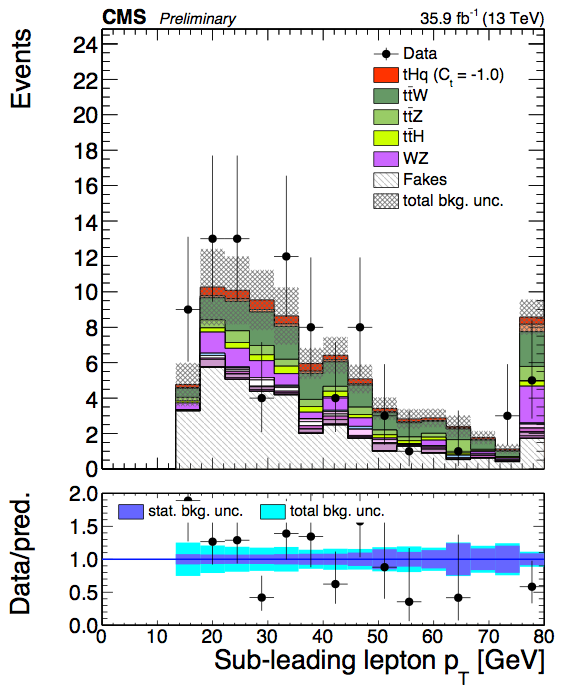 CMS Preliminary 35.9 fb⁻¹ (13 TeV)
Events
24
22
20
18
16
14
12
10
8
6
4
2
0
Data
tHq (Cₜ = -1.0)
tt̄W
tt̄Z
tt̄H
WZ
Fakes
total bkg. unc.
Data/pred.
2.0
1.5
1.0
0.5
0.0
stat. bkg. unc. total bkg. unc.
0 10 20 30 40 50 60 70 80
Sub-leading lepton p_T [GeV]